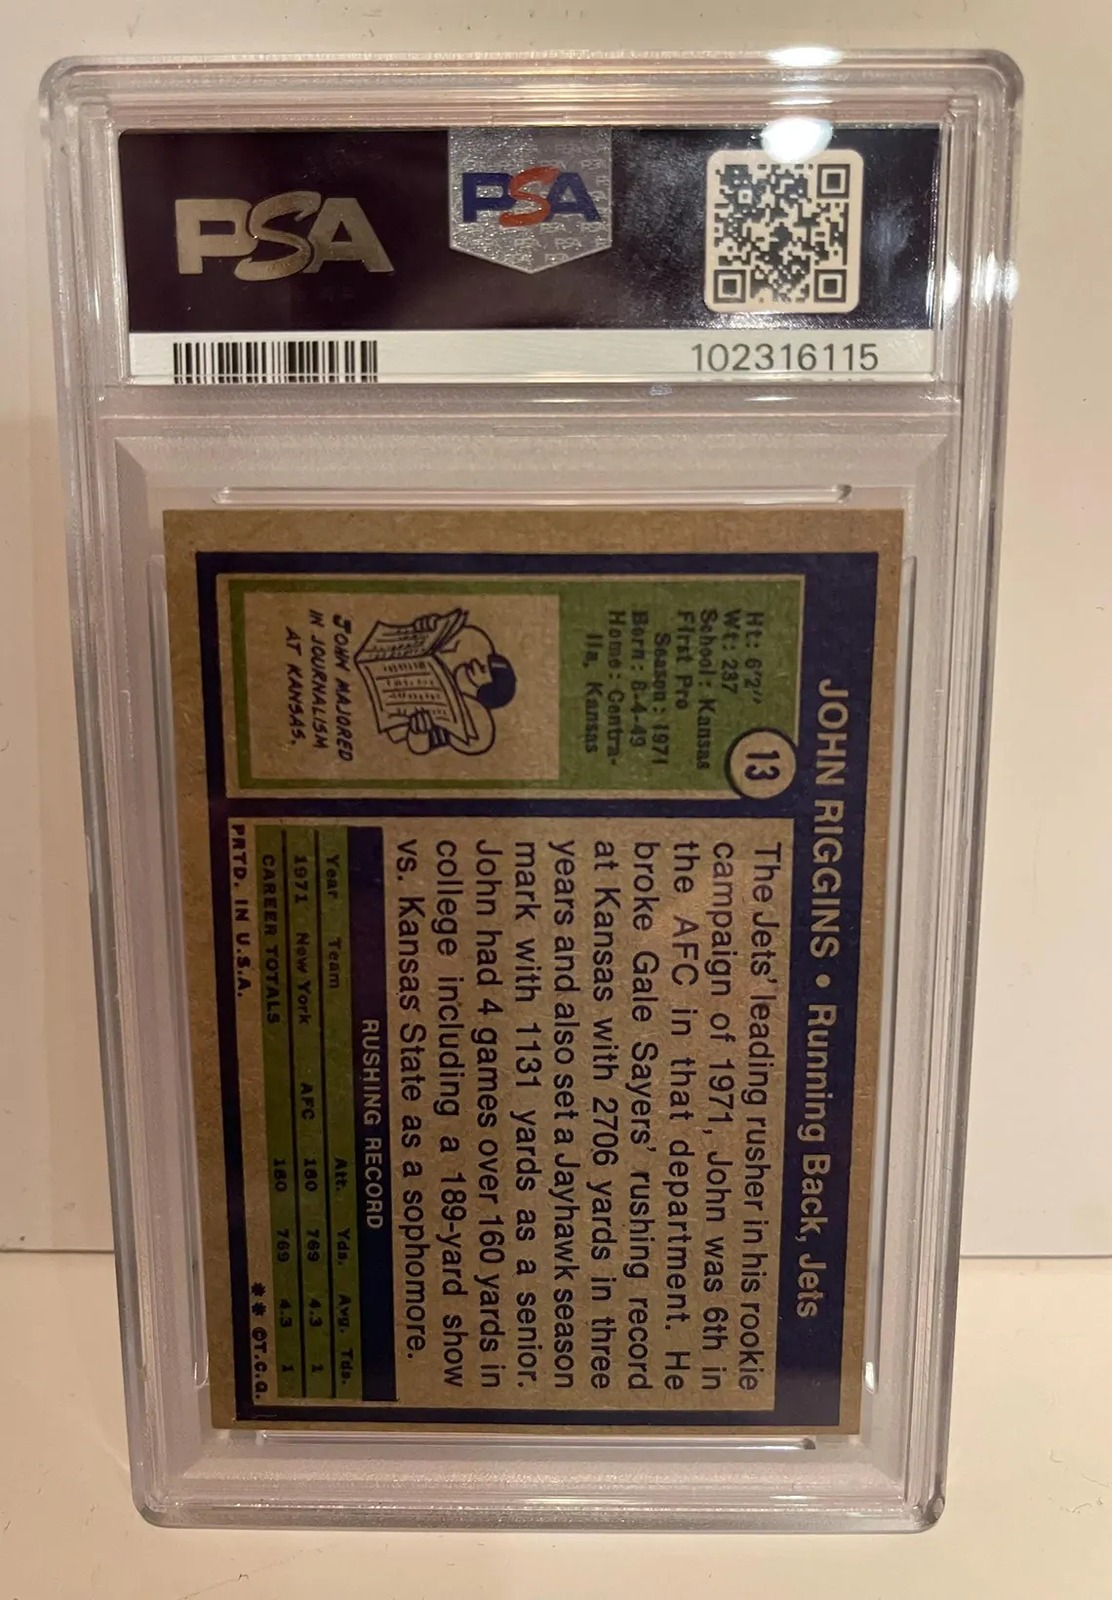 PSA
PSA
102316115
JOHN RIGGINS • Running Back, Jets
13
Ht: 6'2"
Wt: 237
School: Kansas
First Pro
Season: 1971
Born: 8-4-49
Home: Centra-
lia, Kansas
JOHN MAJORED
IN JOURNALISM
AT KANSAS.
The Jets' leading rusher in his rookie
campaign of 1971, John was 6th in
the AFC in that department. He
broke Gale Sayers' rushing record
at Kansas with 2706 yards in three
years and also set a Jayhawk season
mark with 1131 yards as a senior.
John had 4 games over 160 yards in
college including a 189-yard show
vs. Kansas State as a sophomore.
RUSHING RECORD
Year Team Att. Yds. Avg. Tds.
1971 New York AFC 180 769 4.3 1
CAREER TOTALS 180 769 4.3 1
PRTD. IN U.S.A. ** ©T.C.G.